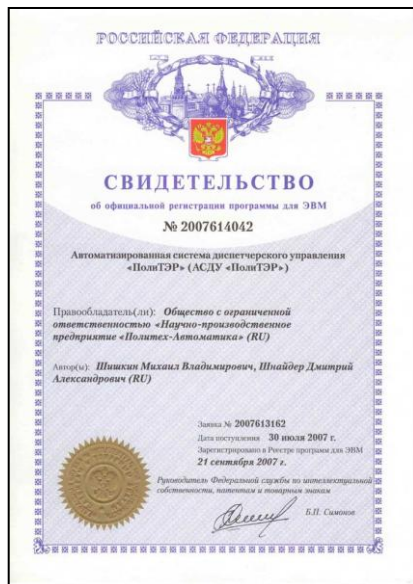 РОССИЙСКАЯ ФЕДЕРАЦИЯ
СВИДЕТЕЛЬСТВО
об официальной регистрации программы для ЭВМ
№ 2007614042
Автоматизированная система диспетчерского управления
«ПолиТЭР» (АСДУ «ПолиТЭР»)
Правообладатель(ли): Общество с ограниченной
ответственностью «Научно-производственное
предприятие «Политех-Автоматика» (RU)
Автор(ы): Шишкин Михаил Владимирович, Шнайдер Дмитрий
Александрович (RU)
Заявка № 2007613162
Дата поступления 30 июля 2007 г.
Зарегистрировано в Реестре программ для ЭВМ
21 сентября 2007 г.
Руководитель Федеральной службы по интеллектуальной
собственности, патентам и товарным знакам
Б.П. Симонов